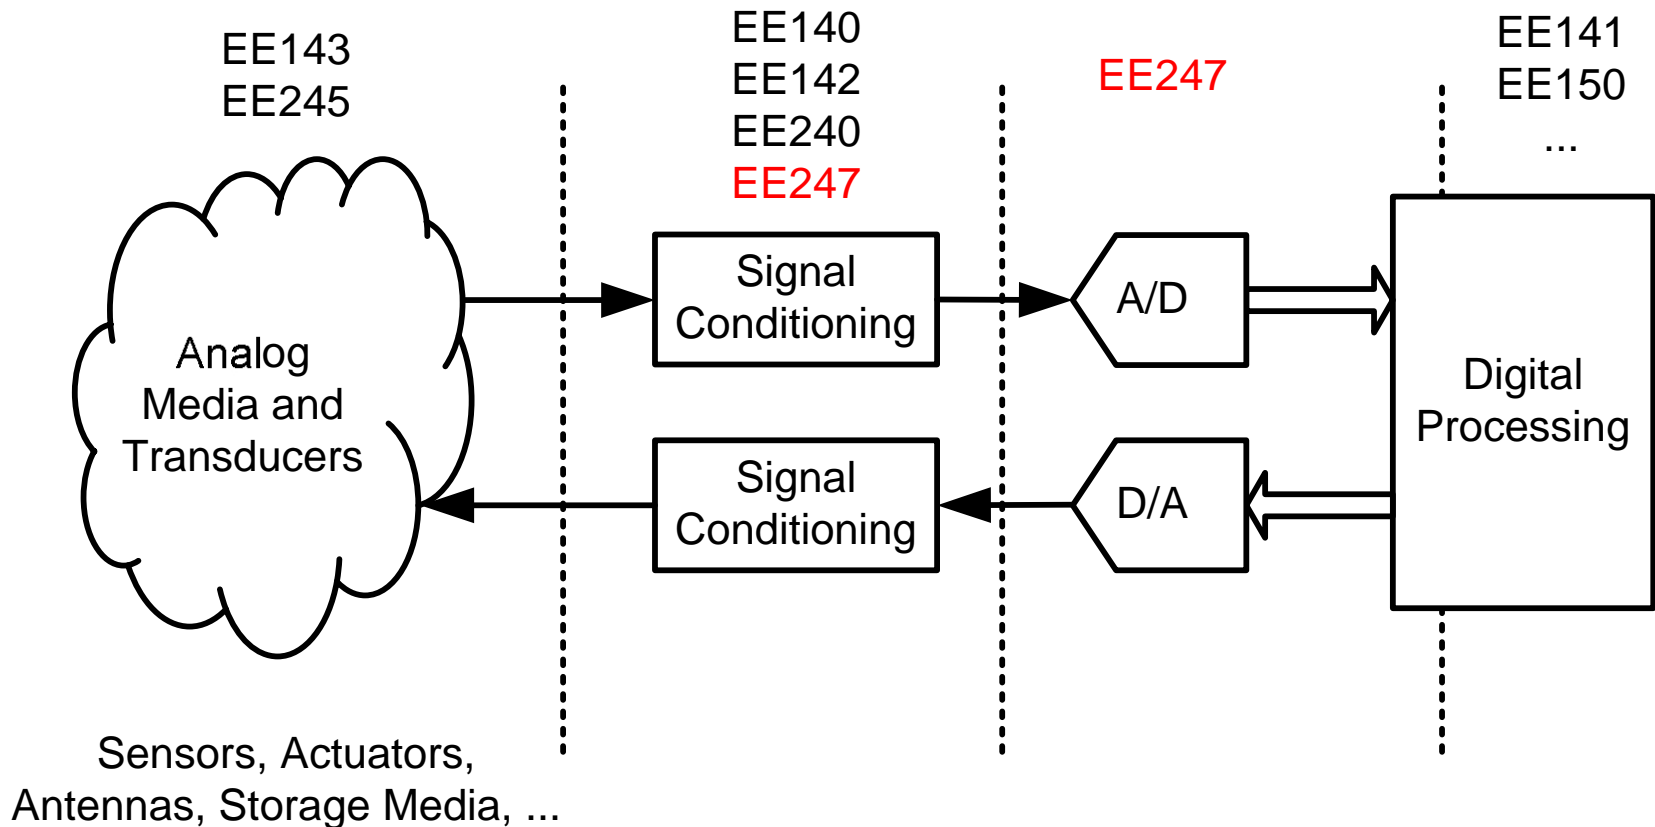 EE143
EE245
EE140
EE142
EE240
EE247
EE247
EE141
EE150
...
Analog
Media and
Transducers
Signal
Conditioning
A/D
Digital
Processing
Signal
Conditioning
D/A
Sensors, Actuators,
Antennas, Storage Media, ...